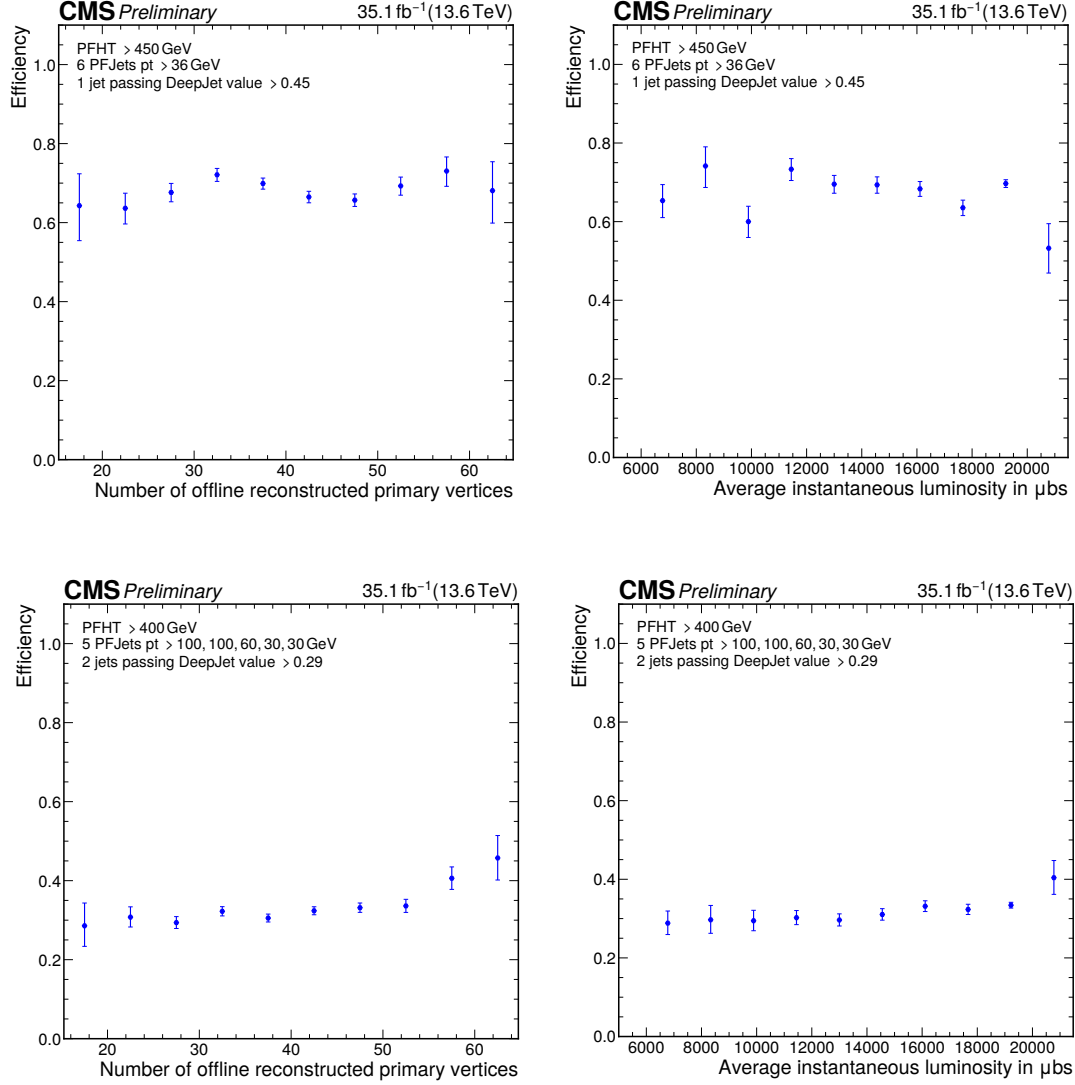 CMS Preliminary 35.1 fb⁻¹(13.6 TeV)
Efficiency
PFHT > 450 GeV
6 PFJets pt > 36 GeV
1 jet passing DeepJet value > 0.45
1.0
0.8
0.6
0.4
0.2
0.0
20 30 40 50 60
Number of offline reconstructed primary vertices
CMS Preliminary 35.1 fb⁻¹(13.6 TeV)
Efficiency
PFHT > 450 GeV
6 PFJets pt > 36 GeV
1 jet passing DeepJet value > 0.45
1.0
0.8
0.6
0.4
0.2
0.0
6000 8000 10000 12000 14000 16000 18000 20000
Average instantaneous luminosity in μbs
CMS Preliminary 35.1 fb⁻¹(13.6 TeV)
Efficiency
PFHT > 400 GeV
5 PFJets pt > 100, 100, 60, 30, 30 GeV
2 jets passing DeepJet value > 0.29
1.0
0.8
0.6
0.4
0.2
0.0
20 30 40 50 60
Number of offline reconstructed primary vertices
CMS Preliminary 35.1 fb⁻¹(13.6 TeV)
Efficiency
PFHT > 400 GeV
5 PFJets pt > 100, 100, 60, 30, 30 GeV
2 jets passing DeepJet value > 0.29
1.0
0.8
0.6
0.4
0.2
0.0
6000 8000 10000 12000 14000 16000 18000 20000
Average instantaneous luminosity in μbs